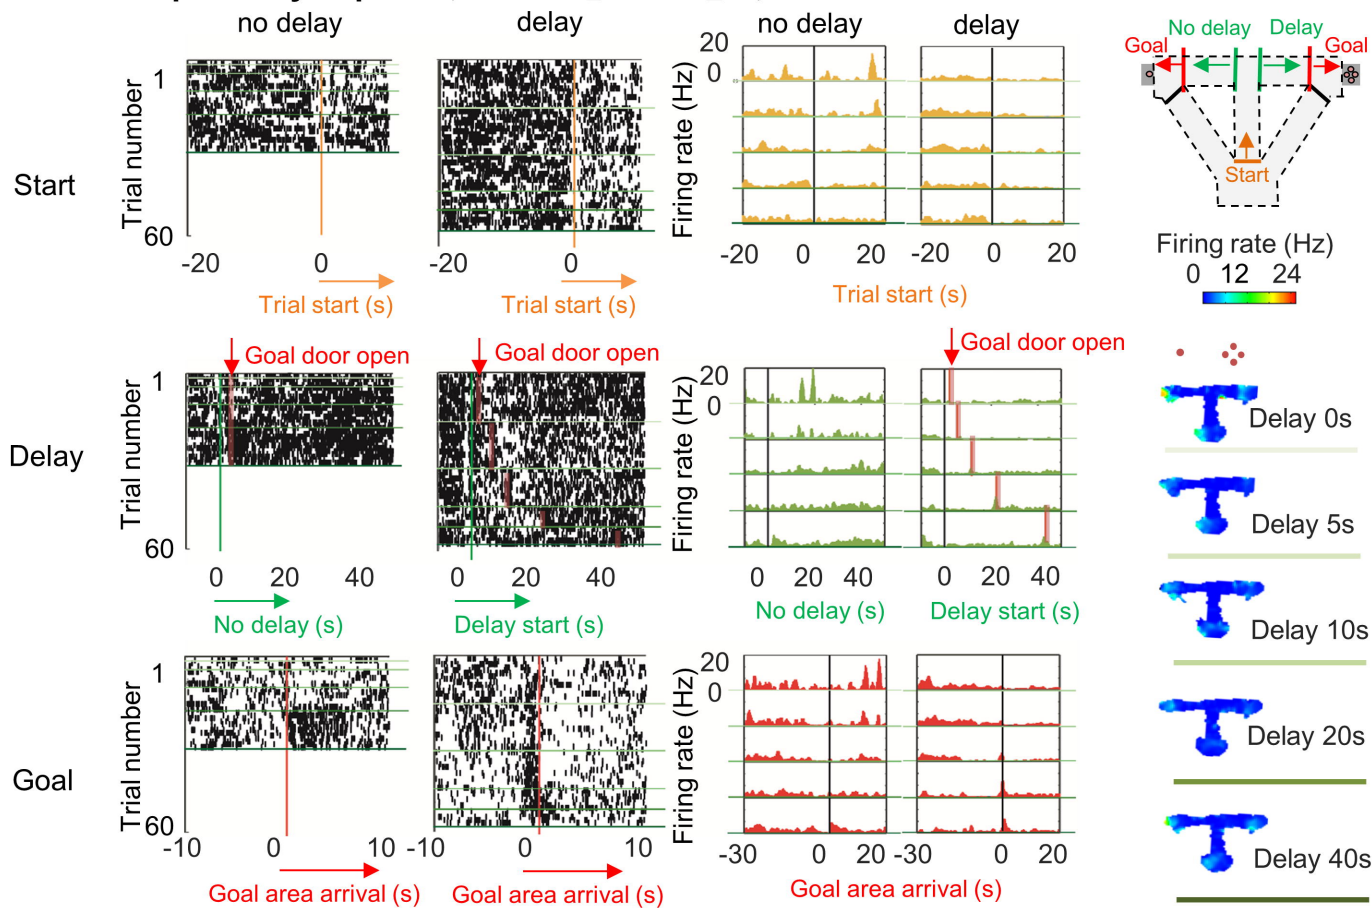 no delay
delay
no delay
delay
Start
Trial number
1
60
-20
0
Trial start (s)
-20
0
Trial start (s)
Firing rate (Hz)
20
0
-20
0
20
-20
0
20
Trial start (s)
Goal
No delay
Delay
Goal
Start
Firing rate (Hz)
0 12 24
Delay
Trial number
1
60
Goal door open
0 20 40
No delay (s)
Goal door open
0 20 40
Delay start (s)
Firing rate (Hz)
20
0
0 20 40
No delay (s)
Goal door open
0 20 40
Delay start (s)
Delay 0s
Delay 5s
Delay 10s
Delay 20s
Delay 40s
Goal
Trial number
1
60
-10 0 10
Goal area arrival (s)
-10 0 10
Goal area arrival (s)
Firing rate (Hz)
20
0
-30 0 20
-30 0 20
Goal area arrival (s)